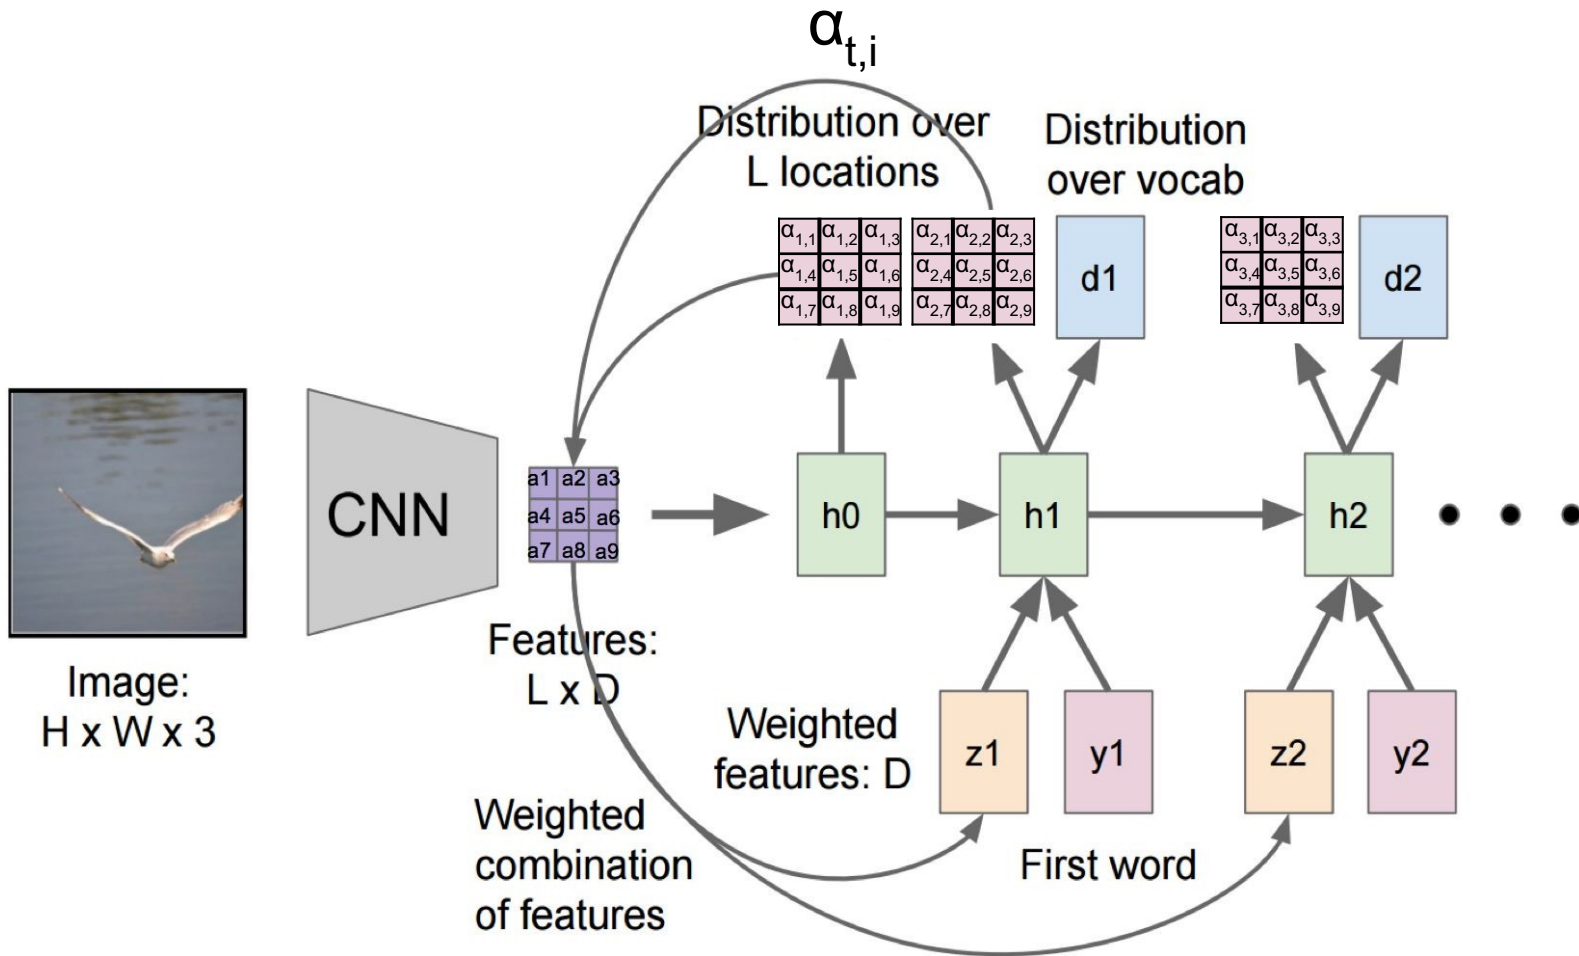 αt,i
Distribution over
L locations
Distribution
over vocab
α1,1 α1,2 α1,3
α1,4 α1,5 α1,6
α1,7 α1,8 α1,9
α2,1 α2,2 α2,3
α2,4 α2,5 α2,6
α2,7 α2,8 α2,9
d1
α3,1 α3,2 α3,3
α3,4 α3,5 α3,6
α3,7 α3,8 α3,9
d2
CNN
a1 a2 a3
a4 a5 a6
a7 a8 a9
h0
h1
h2
Features:
L x D
Image:
H x W x 3
Weighted
features: D
z1
y1
z2
y2
Weighted
combination
of features
First word